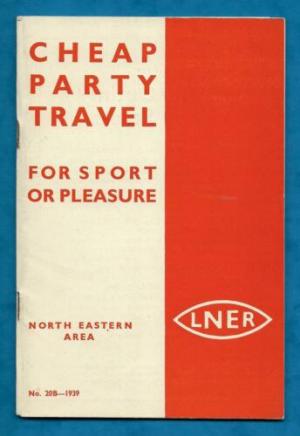 CHEAP
PARTY
TRAVEL
FOR SPORT
OR PLEASURE
NORTH EASTERN
AREA
LNER
No. 20B—1939